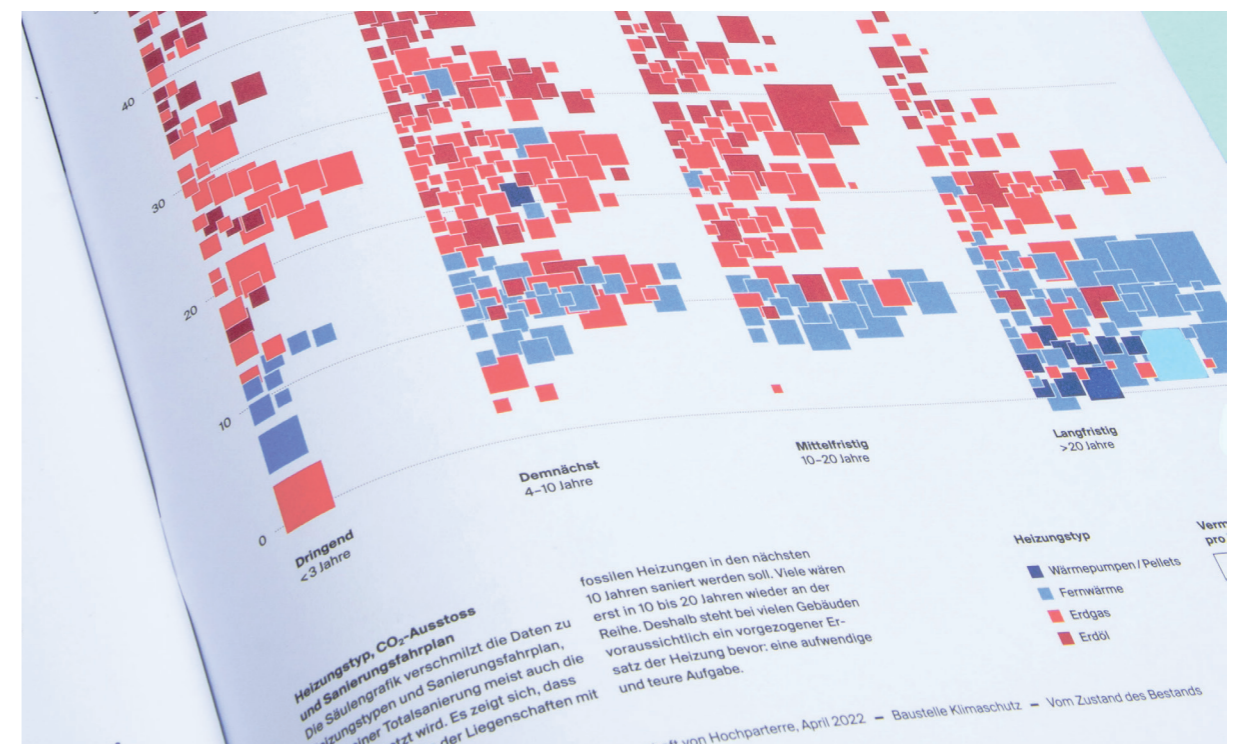 40
30
20
10
0
Dringend
<3 Jahre
Demnächst
4–10 Jahre
Mittelfristig
10–20 Jahre
Langfristig
>20 Jahre
Heizungstyp
Wärmepumpen / Pellets
Fernwärme
Erdgas
Erdöl
pro
Heizungstyp, CO₂-Ausstoss
und Sanierungsfahrplan
Die Säulengrafik verschmilzt die Daten zu
Heizungstypen und Sanierungsfahrplan,
einer Totalsanierung meist auch die
wird. Es zeigt sich, dass
der Liegenschaften mit
fossilen Heizungen in den nächsten
10 Jahren saniert werden soll. Viele wären
erst in 10 bis 20 Jahren wieder an der
Reihe. Deshalb steht bei vielen Gebäuden
voraussichtlich ein vorgezogener Er-
satz der Heizung bevor: eine aufwendige
und teure Aufgabe.
von Hochparterre, April 2022 – Baustelle Klimaschutz – Vom Zustand des Bestands